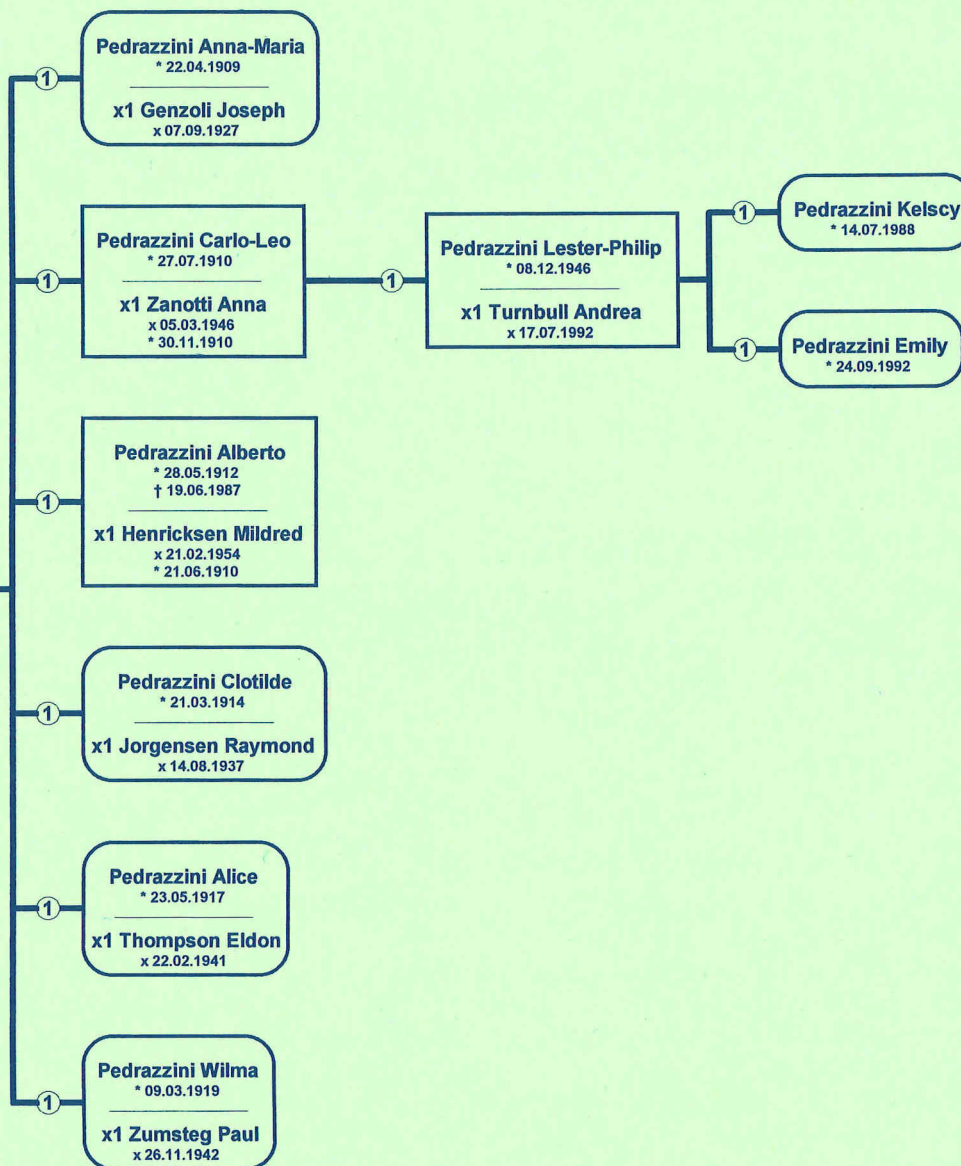 Pedrazzini Anna-Maria
* 22.04.1909
x1 Genzoli Joseph
x 07.09.1927
1
Pedrazzini Carlo-Leo
* 27.07.1910
x1 Zanotti Anna
x 05.03.1946
* 30.11.1910
1
1
Pedrazzini Lester-Philip
* 08.12.1946
x1 Turnbull Andrea
x 17.07.1992
1
Pedrazzini Kelscy
* 14.07.1988
1
Pedrazzini Emily
* 24.09.1992
1
Pedrazzini Alberto
* 28.05.1912
† 19.06.1987
x1 Henricksen Mildred
x 21.02.1954
* 21.06.1910
1
Pedrazzini Clotilde
* 21.03.1914
x1 Jorgensen Raymond
x 14.08.1937
1
Pedrazzini Alice
* 23.05.1917
x1 Thompson Eldon
x 22.02.1941
1
Pedrazzini Wilma
* 09.03.1919
x1 Zumsteg Paul
x 26.11.1942
1